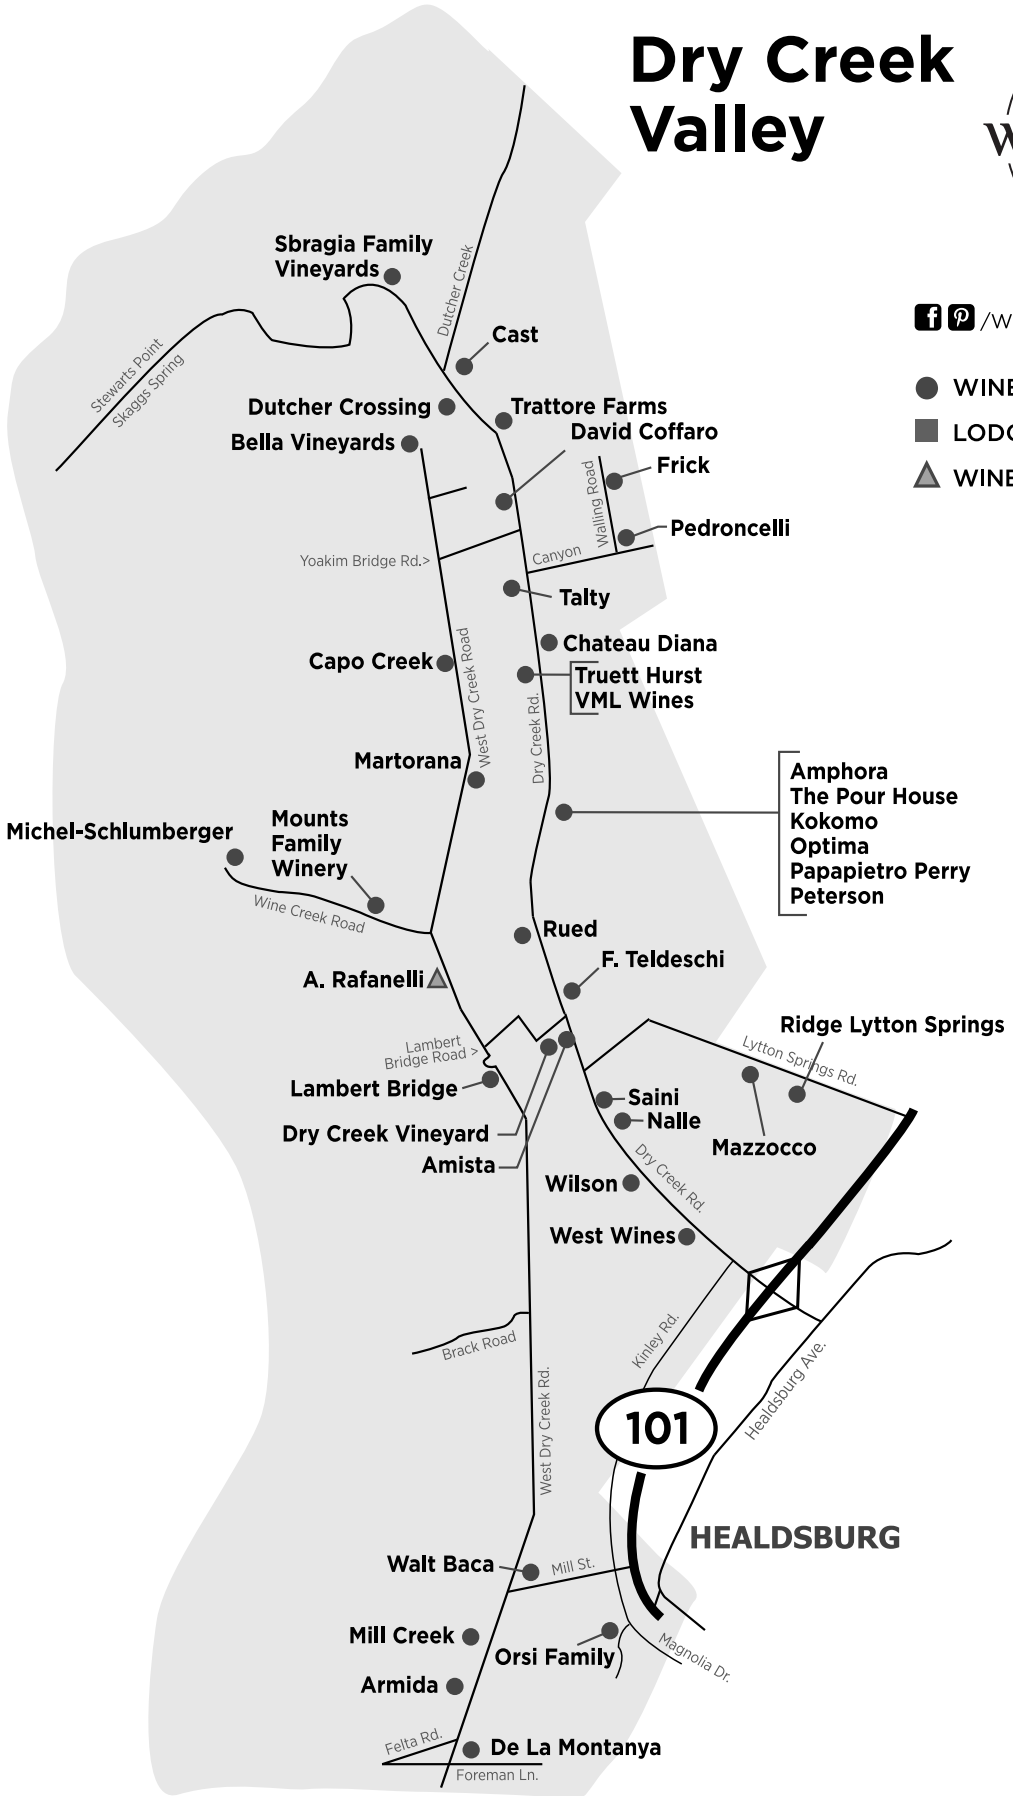 Dry Creek
Valley
Sbragia Family
Vineyards
Dutcher Creek
Stewarts Point
Skaggs Spring
Cast
Dutcher Crossing
Trattore Farms
David Coffaro
Bella Vineyards
Frick
Walling Road
Pedroncelli
Yoakim Bridge Rd.>
Canyon
Talty
Chateau Diana
Capo Creek
West Dry Creek Road
Truett Hurst
VML Wines
Dry Creek Rd.
Martorana
Amphora
The Pour House
Kokomo
Optima
Papapietro Perry
Peterson
Michel-Schlumberger
Mounts
Family
Winery
Wine Creek Road
Rued
F. Teldeschi
A. Rafanelli
Ridge Lytton Springs
Lytton Springs Rd.
Lambert
Bridge Road >
Lambert Bridge
Saini
Nalle
Dry Creek Vineyard
Mazzocco
Amista
Dry Creek Rd.
Wilson
West Wines
Kinley Rd.
Brack Road
Healdsburg Ave.
West Dry Creek Rd.
101
HEALDSBURG
Walt Baca
Mill St.
Mill Creek
Orsi Family
Magnolia Dr.
Armida
Felta Rd.
De La Montanya
Foreman Ln.